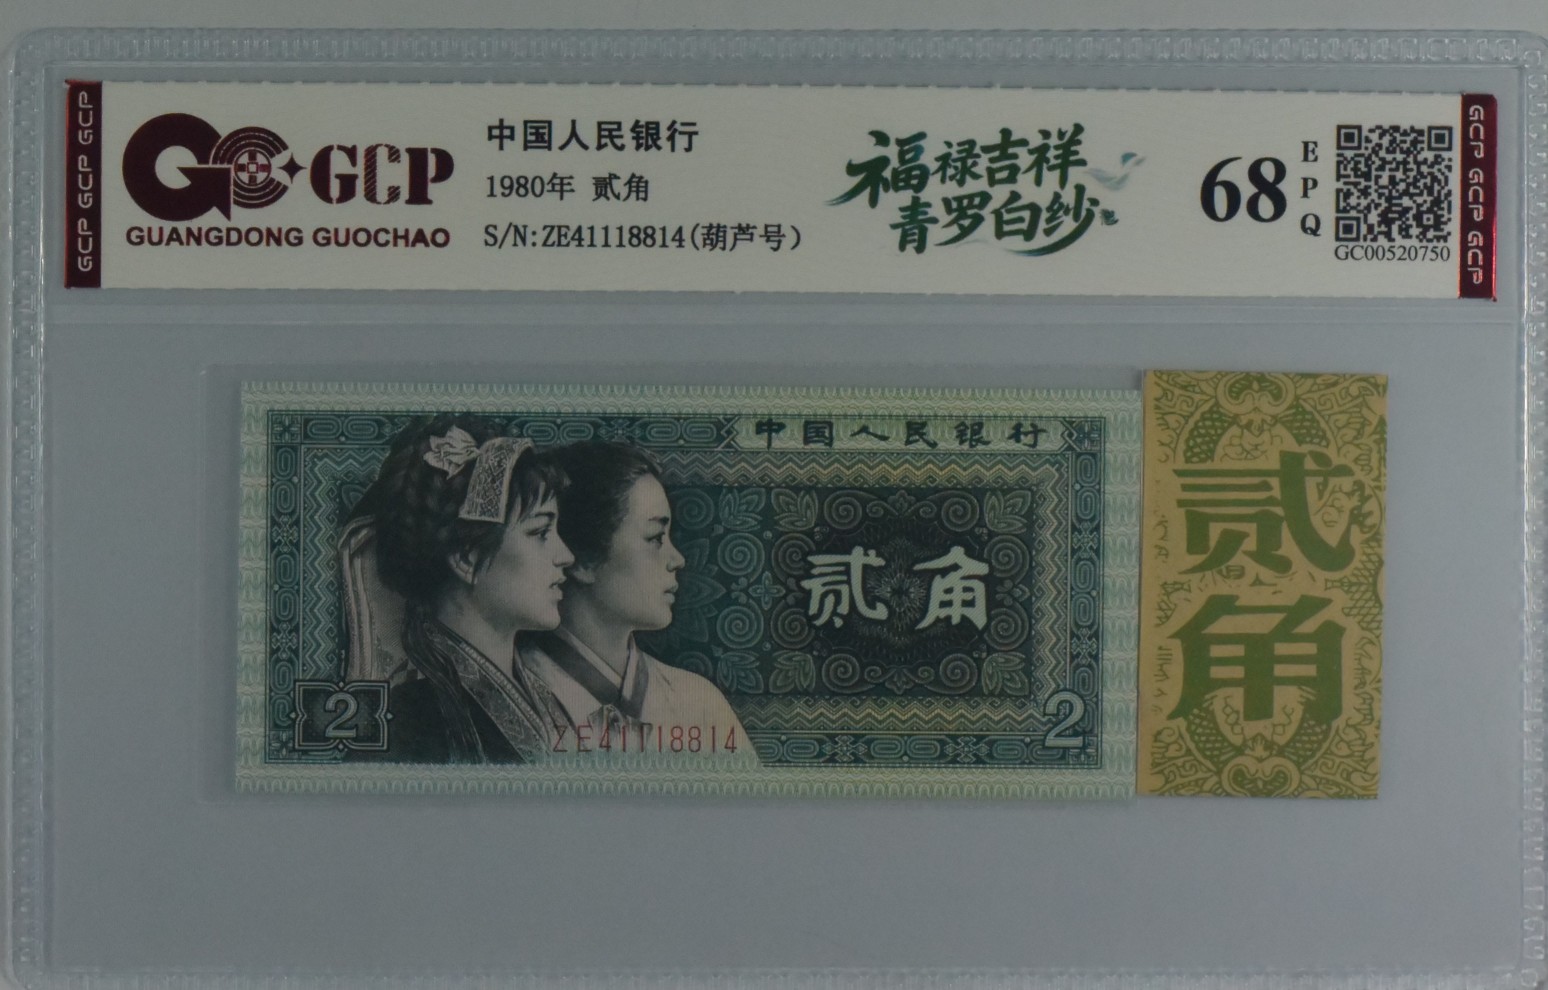 GCP GCP GCP
GCP
GUANGDONG GUOCHAO
中国人民银行
1980年 贰角
S/N:ZE41118814(葫芦号)
福禄吉祥
青罗白纱
68
EPQ
GC00520750
GCP GCP GCP
中国人民银行
贰角
2
ZE41118814
2
贰角